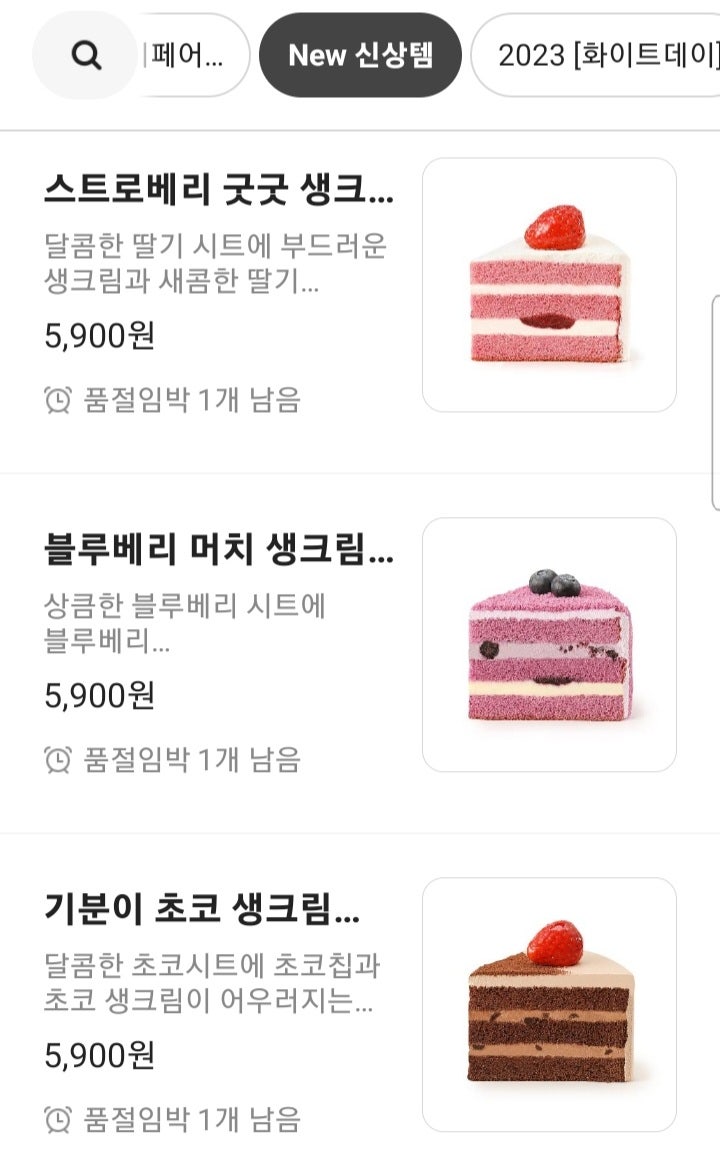 페어...
New 신상템
2023 [화이트데이]
스트로베리 굿굿 생크...
달콤한 딸기 시트에 부드러운
생크림과 새콤한 딸기...
5,900원
품절임박 1개 남음
블루베리 머치 생크림...
상큼한 블루베리 시트에
블루베리...
5,900원
품절임박 1개 남음
기분이 초코 생크림...
달콤한 초코시트에 초코칩과
초코 생크림이 어우러지는...
5,900원
품절임박 1개 남음